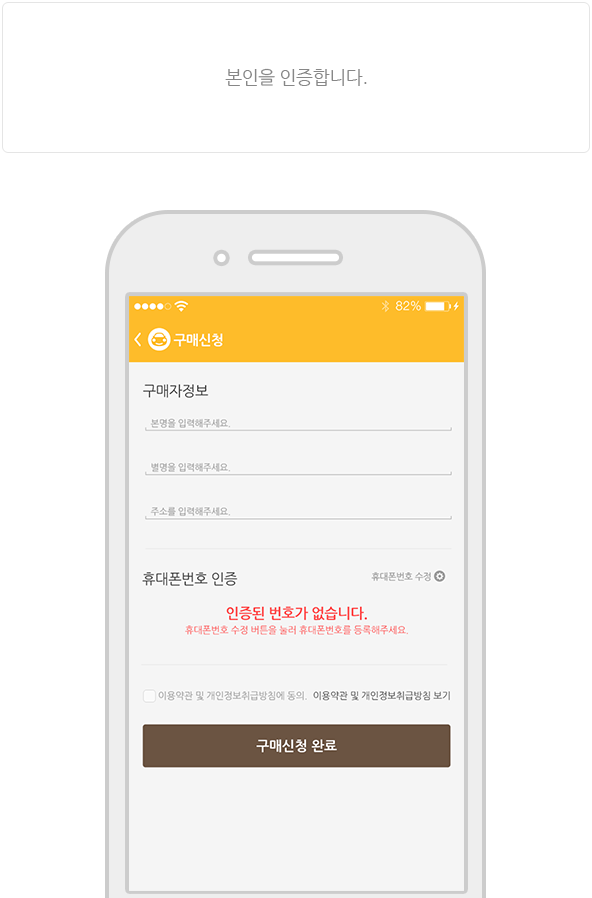 본인을 인증합니다.
82%
구매신청
구매자정보
본명을 입력해주세요.
별명을 입력해주세요.
주소를 입력해주세요.
휴대폰번호 인증 휴대폰번호 수정
인증된 번호가 없습니다.
휴대폰번호 수정 버튼을 눌러 휴대폰번호를 등록해주세요.
이용약관 및 개인정보취급방침에 동의. 이용약관 및 개인정보취급방침 보기
구매신청 완료